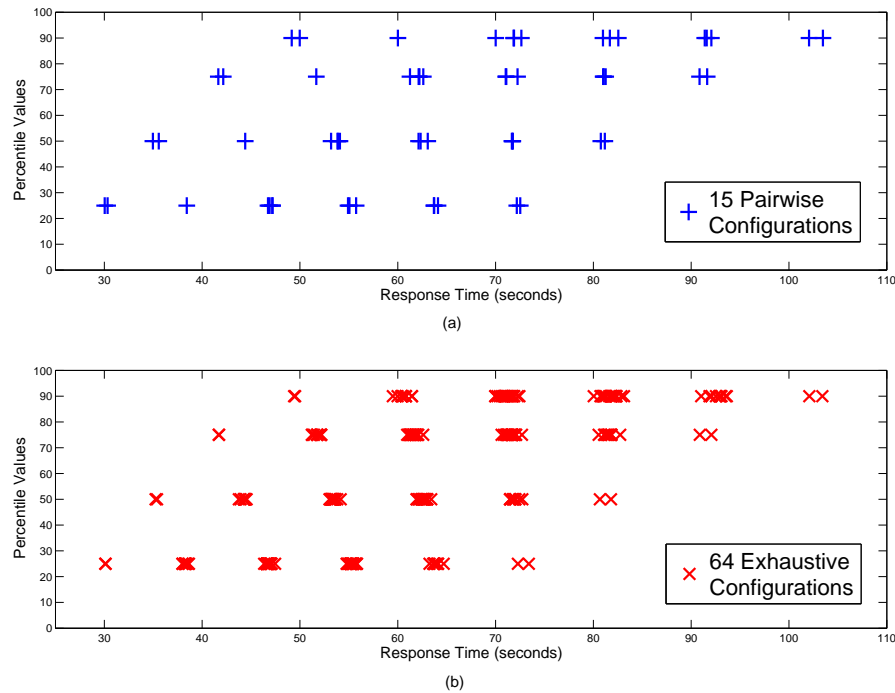 100
90
80
70
60
50
40
30
20
10
0
Percentile Values
15 Pairwise
Configurations
30 40 50 60 70 80 90 100 110
Response Time (seconds)
(a)
100
90
80
70
60
50
40
30
20
10
0
Percentile Values
64 Exhaustive
Configurations
30 40 50 60 70 80 90 100 110
Response Time (seconds)
(b)